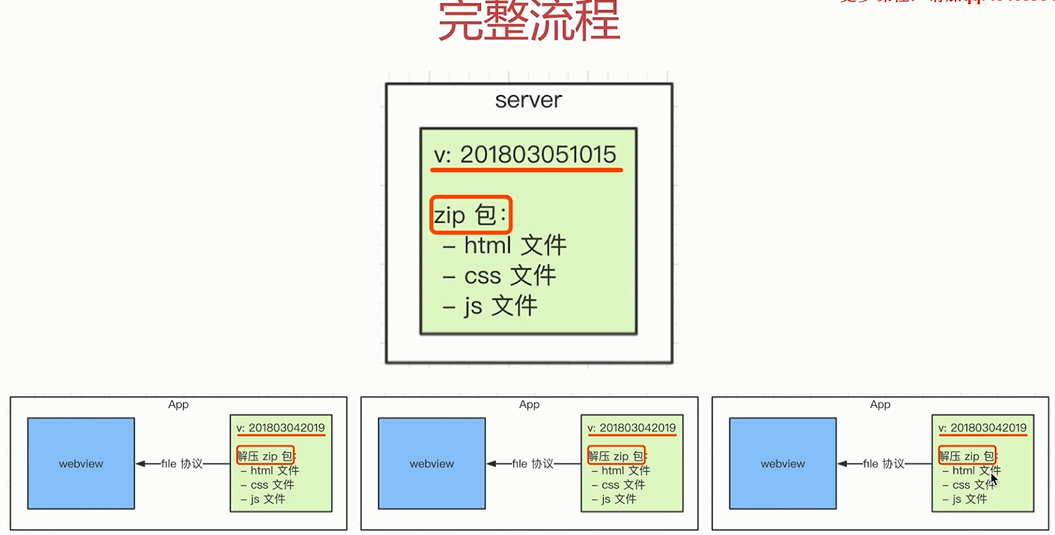 完整流程
server
v: 201803051015
zip 包:
– html 文件
– css 文件
– js 文件
App
webview
file 协议
v: 201803042019
解压 zip 包:
– html 文件
– css 文件
– js 文件
App
webview
file 协议
v: 201803042019
解压 zip 包:
– html 文件
– css 文件
– js 文件
App
webview
file 协议
v: 201803042019
解压 zip 包:
– html 文件
– css 文件
– js 文件